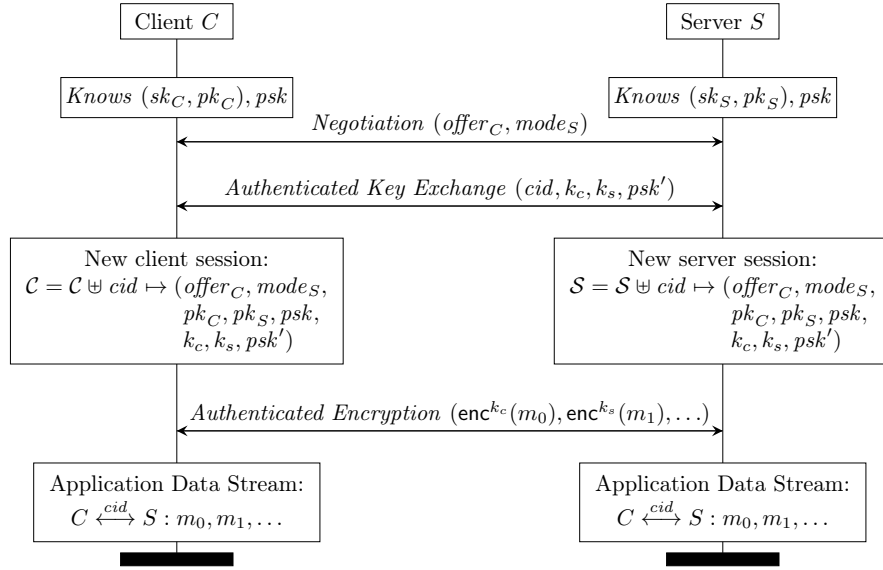 Client C
Server S
Knows (sk_C, pk_C), psk
Knows (sk_S, pk_S), psk
Negotiation (offer_C, mode_S)
Authenticated Key Exchange (cid, k_c, k_s, psk′)
New client session:
𝒞 = 𝒞 ⊎ cid ↦ (offer_C, mode_S,
pk_C, pk_S, psk,
k_c, k_s, psk′)
New server session:
𝒮 = 𝒮 ⊎ cid ↦ (offer_C, mode_S,
pk_C, pk_S, psk,
k_c, k_s, psk′)
Authenticated Encryption (enc^{k_c}(m_0), enc^{k_s}(m_1), …)
Application Data Stream:
C ⟷^{cid} S : m_0, m_1, …
Application Data Stream:
C ⟷^{cid} S : m_0, m_1, …